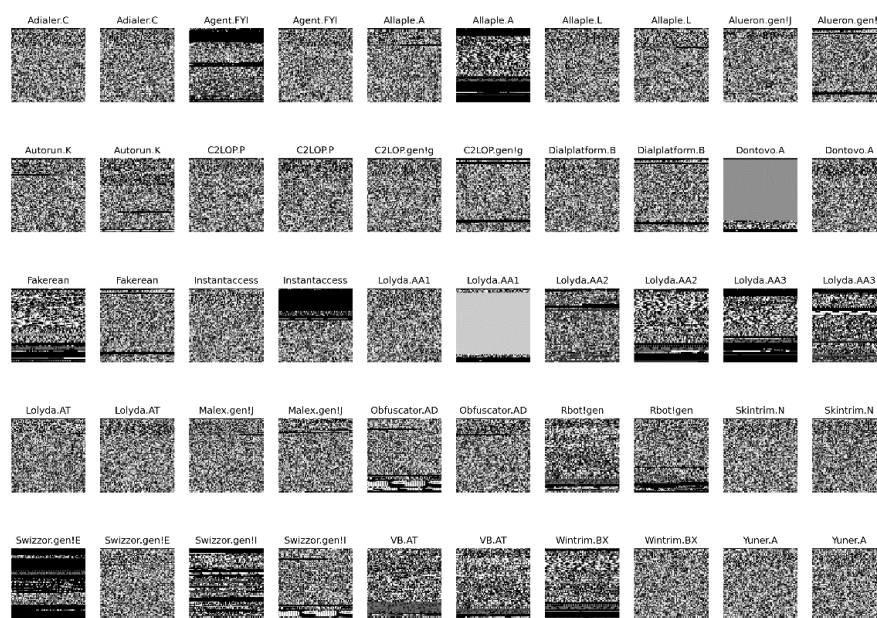 Adialer.C Adialer.C Agent.FYI Agent.FYI Allaple.A Allaple.A Allaple.L Allaple.L Alueron.gen!J Alueron.gen!
Autorun.K Autorun.K C2LOP.P C2LOP.P C2LOP.gen!g C2LOP.gen!g Dialplatform.B Dialplatform.B Dontovo.A Dontovo.A
Fakerean Fakerean Instantaccess Instantaccess Lolyda.AA1 Lolyda.AA1 Lolyda.AA2 Lolyda.AA2 Lolyda.AA3 Lolyda.AA3
Lolyda.AT Lolyda.AT Malex.gen!J Malex.gen!J Obfuscator.AD Obfuscator.AD Rbot!gen Rbot!gen Skintrim.N Skintrim.N
Swizzor.gen!E Swizzor.gen!E Swizzor.gen!I Swizzor.gen!I VB.AT VB.AT Wintrim.BX Wintrim.BX Yuner.A Yuner.A